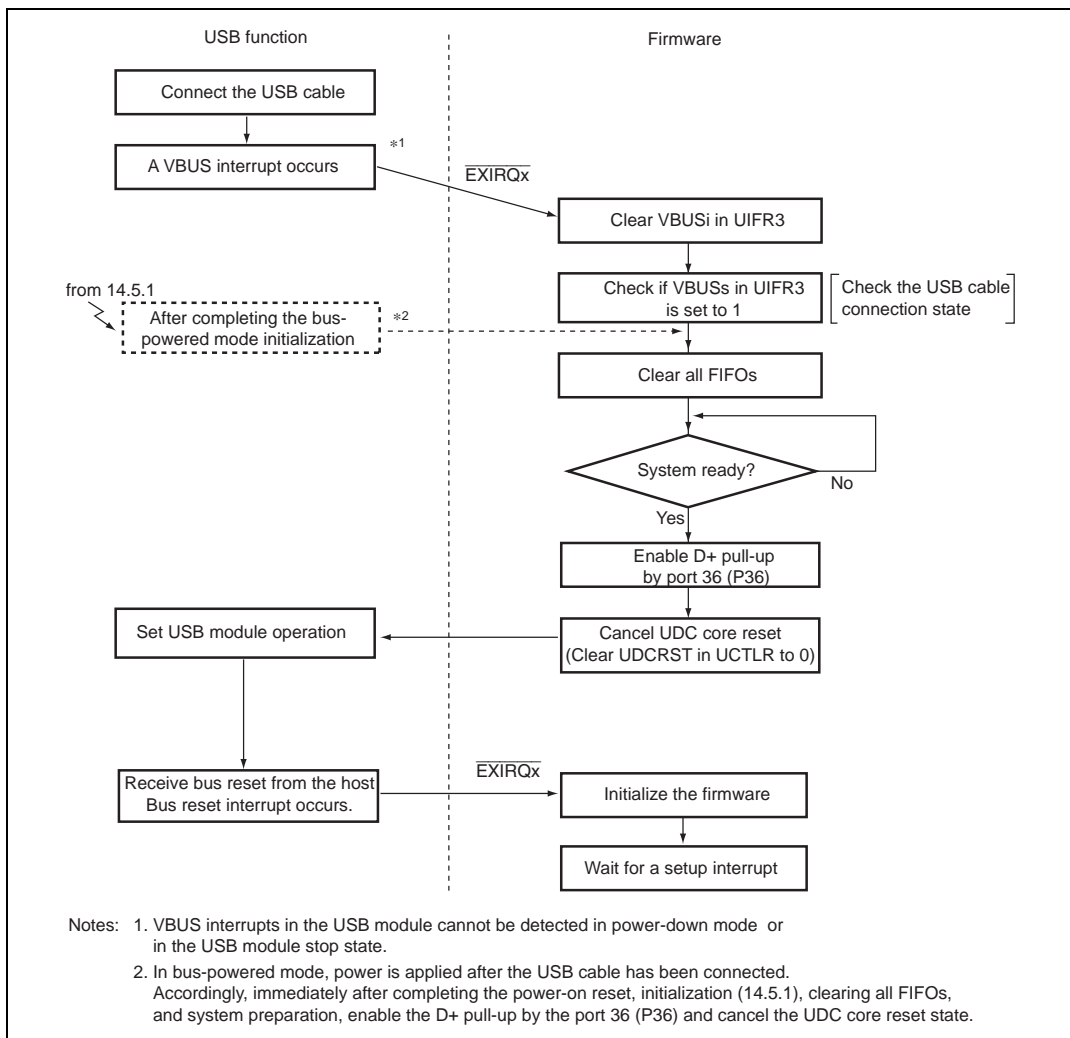 USB function
Firmware
Connect the USB cable
A VBUS interrupt occurs
*1
EXIRQx
Clear VBUSi in UIFR3
Check if VBUSs in UIFR3
is set to 1
Check the USB cable
connection state
from 14.5.1
After completing the bus-
powered mode initialization
*2
Clear all FIFOs
System ready?
No
Yes
Enable D+ pull-up
by port 36 (P36)
Set USB module operation
Cancel UDC core reset
(Clear UDCRST in UCTLR to 0)
Receive bus reset from the host
Bus reset interrupt occurs.
EXIRQx
Initialize the firmware
Wait for a setup interrupt
Notes: 1. VBUS interrupts in the USB module cannot be detected in power-down mode or
in the USB module stop state.
2. In bus-powered mode, power is applied after the USB cable has been connected.
Accordingly, immediately after completing the power-on reset, initialization (14.5.1), clearing all FIFOs,
and system preparation, enable the D+ pull-up by the port 36 (P36) and cancel the UDC core reset state.